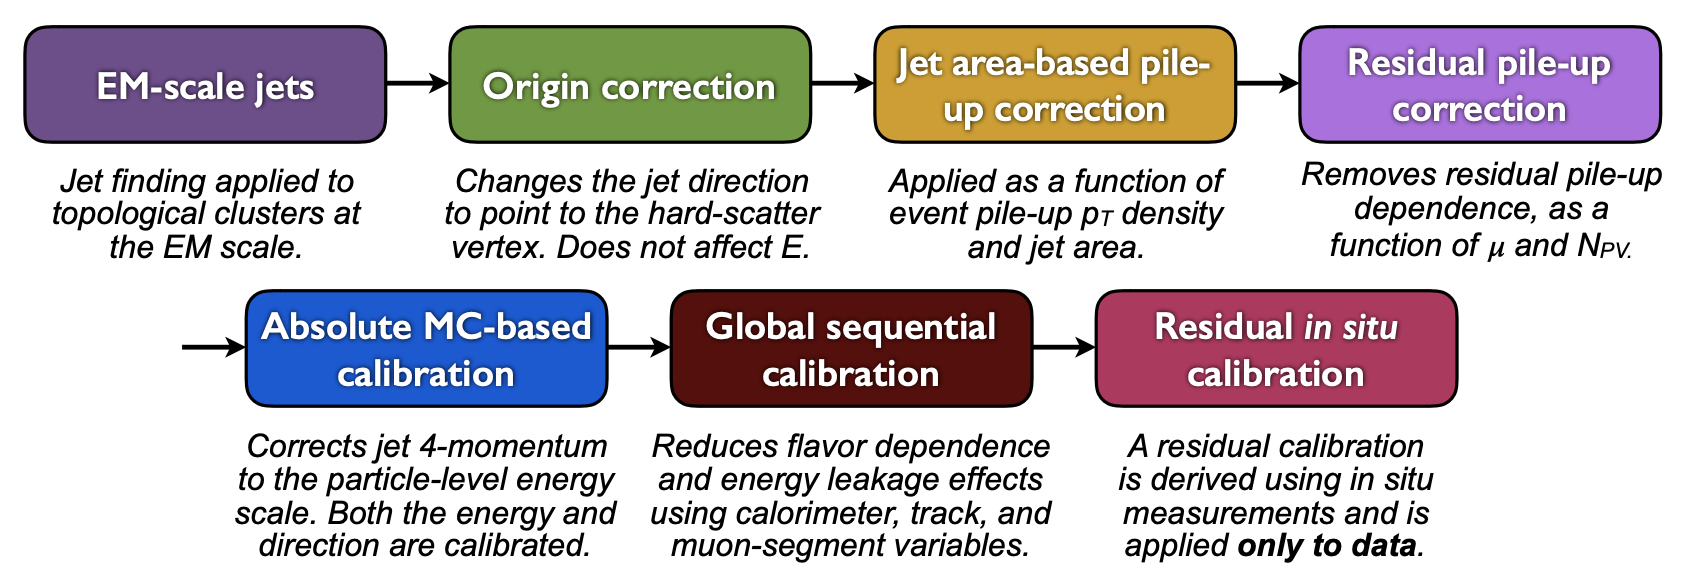 EM-scale jets
Jet finding applied to
topological clusters at
the EM scale.
Origin correction
Changes the jet direction
to point to the hard-scatter
vertex. Does not affect E.
Jet area-based pile-
up correction
Applied as a function of
event pile-up pT density
and jet area.
Residual pile-up
correction
Removes residual pile-up
dependence, as a
function of μ and NPV.
Absolute MC-based
calibration
Corrects jet 4-momentum
to the particle-level energy
scale. Both the energy and
direction are calibrated.
Global sequential
calibration
Reduces flavor dependence
and energy leakage effects
using calorimeter, track, and
muon-segment variables.
Residual in situ
calibration
A residual calibration
is derived using in situ
measurements and is
applied only to data.